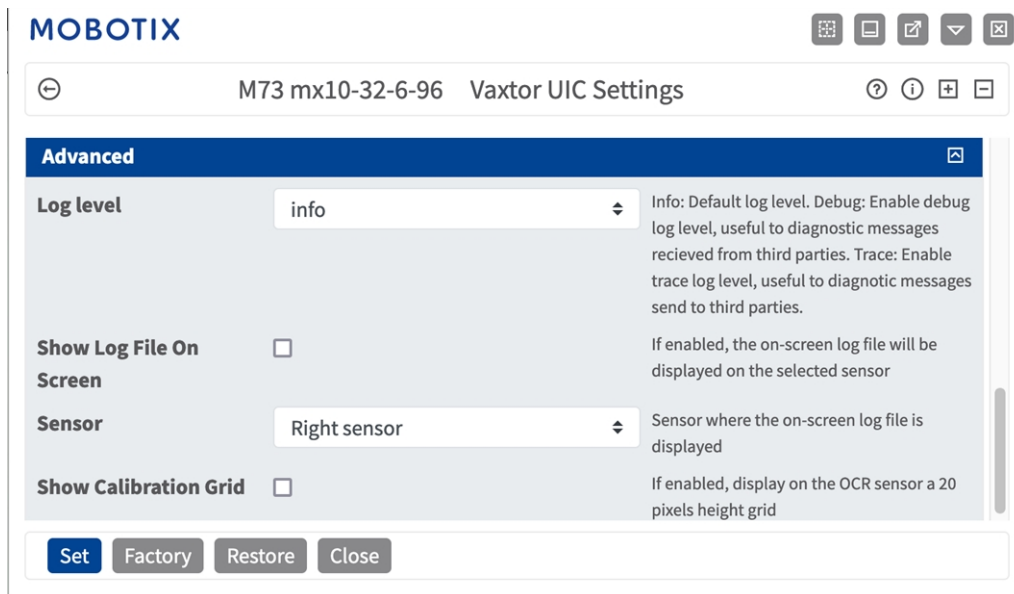 MOBOTIX
M73 mx10-32-6-96 Vaxtor UIC Settings
Advanced
Log level
info
Info: Default log level. Debug: Enable debug
log level, useful to diagnostic messages
recieved from third parties. Trace: Enable
trace log level, useful to diagnotic messages
send to third parties.
Show Log File On
Screen
If enabled, the on-screen log file will be
displayed on the selected sensor
Sensor
Right sensor
Sensor where the on-screen log file is
displayed
Show Calibration Grid
If enabled, display on the OCR sensor a 20
pixels height grid
Set Factory Restore Close